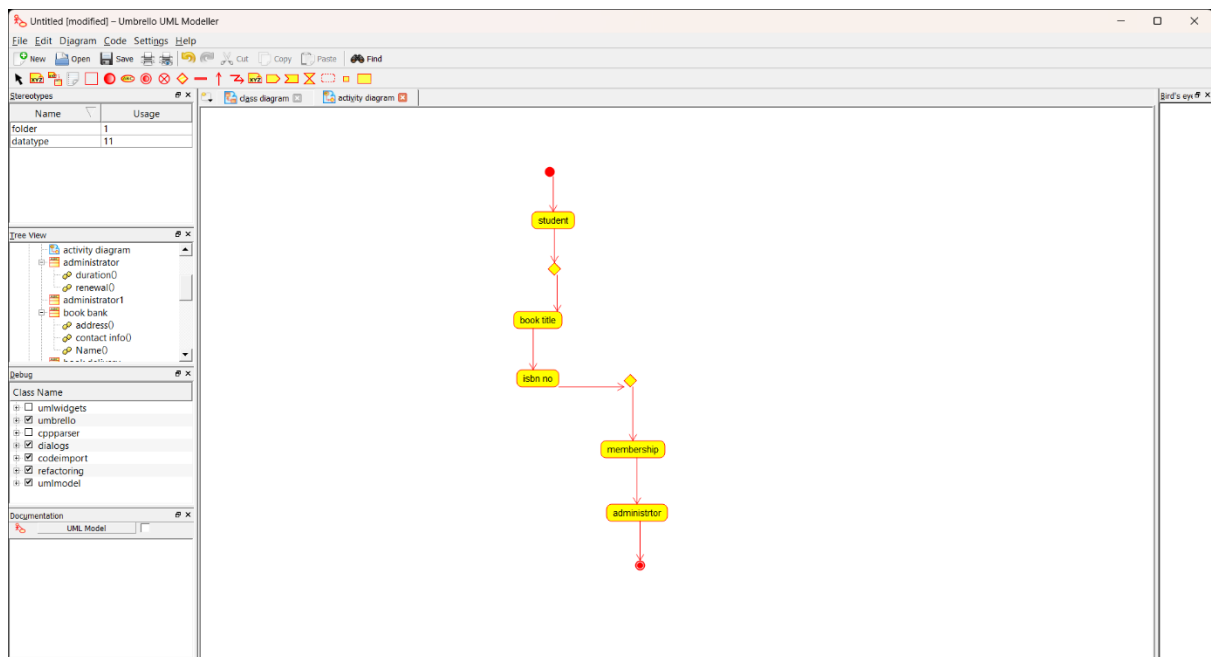 Untitled [modified] – Umbrello UML Modeller
File Edit Diagram Code Settings Help
New Open Save Cut Copy Paste Find
Stereotypes
Name Usage
folder 1
datatype 11
Tree View
activity diagram
administrator
duration()
renewal()
administrator1
book bank
address()
contact info()
Name()
Debug
Class Name
umlwidgets
umbrello
cppparser
dialogs
codeimport
refactoring
umlmodel
Documentation
UML Model
class diagram activity diagram
student
book title
isbn no
membership
administrtor
Bird's eye